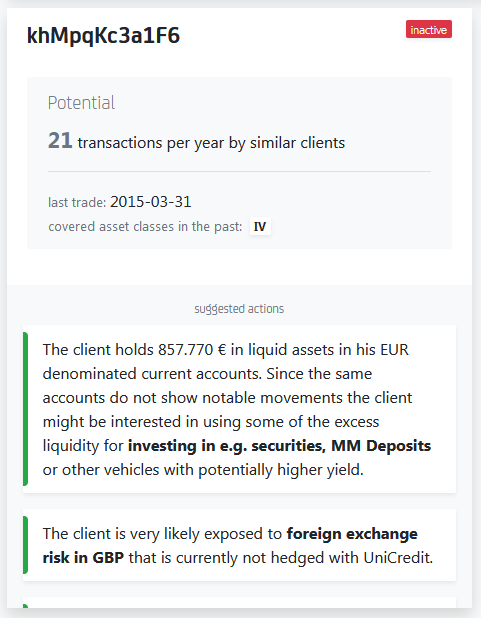 khMpqKc3a1F6
inactive
Potential
21 transactions per year by similar clients
last trade: 2015-03-31
covered asset classes in the past: IV
suggested actions
The client holds 857.770 € in liquid assets in his EUR
denominated current accounts. Since the same
accounts do not show notable movements the client
might be interested in using some of the excess
liquidity for investing in e.g. securities, MM Deposits
or other vehicles with potentially higher yield.
The client is very likely exposed to foreign exchange
risk in GBP that is currently not hedged with UniCredit.